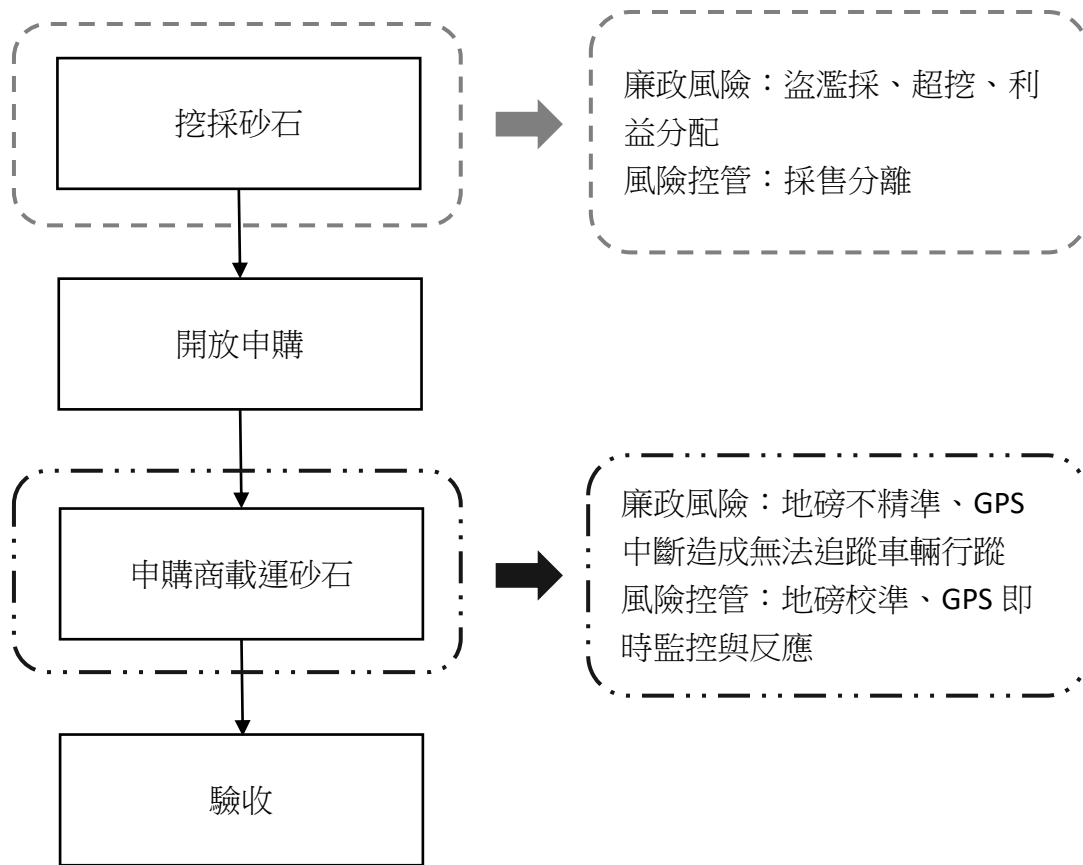 挖採砂石
廉政風險：盜濫採、超挖、利
益分配
風險控管：採售分離
開放申購
申購商載運砂石
廉政風險：地磅不精準、GPS
中斷造成無法追蹤車輛行蹤
風險控管：地磅校準、GPS 即
時監控與反應
驗收